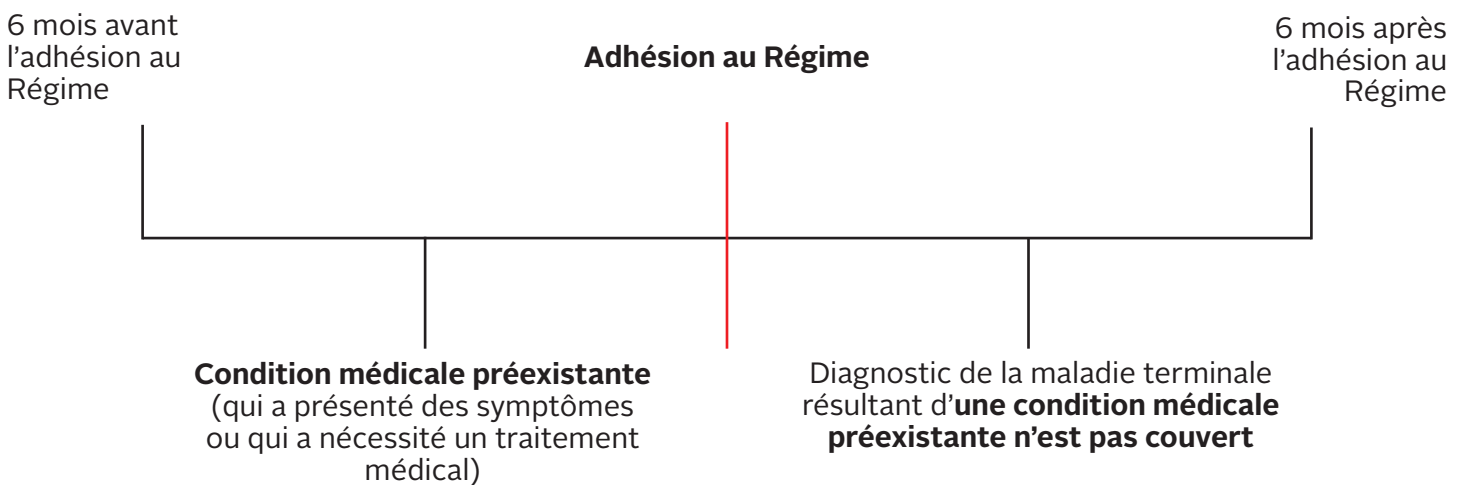 6 mois avant
l’adhésion au
Régime
Adhésion au Régime
6 mois après
l’adhésion au
Régime
Condition médicale préexistante
(qui a présenté des symptômes
ou qui a nécessité un traitement
médical)
Diagnostic de la maladie terminale
résultant d’une condition médicale
préexistante n’est pas couvert